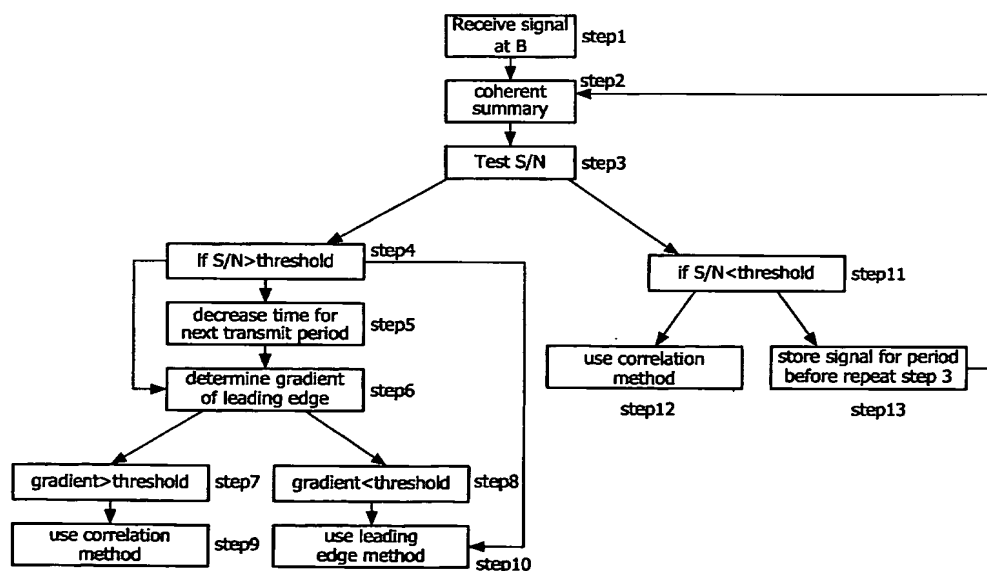 Receive signal
at B
step1
step2
coherent
summary
Test S/N
step3
if S/N>threshold
step4
if S/N<threshold
step11
decrease time for
next transmit period
step5
use correlation
method
step12
store signal for period
before repeat step 3
step13
determine gradient
of leading edge
step6
gradient>threshold
step7
gradient<threshold
step8
use correlation
method
step9
use leading
edge method
step10